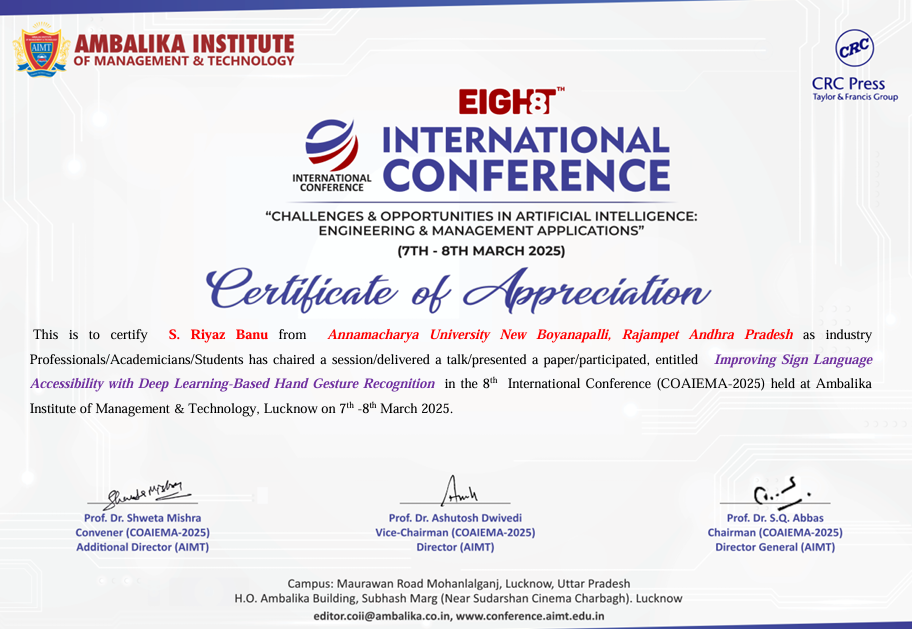 AIMT
AMBALIKA INSTITUTE
OF MANAGEMENT & TECHNOLOGY
CRC
CRC Press
Taylor & Francis Group
EIGH8T™
INTERNATIONAL
CONFERENCE
INTERNATIONAL
CONFERENCE
“CHALLENGES & OPPORTUNITIES IN ARTIFICIAL INTELLIGENCE:
ENGINEERING & MANAGEMENT APPLICATIONS”
(7TH - 8TH MARCH 2025)
Certificate of Appreciation
This is to certify S. Riyaz Banu from Annamacharya University New Boyanapalli, Rajampet Andhra Pradesh as industry
Professionals/Academicians/Students has chaired a session/delivered a talk/presented a paper/participated, entitled Improving Sign Language
Accessibility with Deep Learning-Based Hand Gesture Recognition in the 8th International Conference (COAIEMA-2025) held at Ambalika
Institute of Management & Technology, Lucknow on 7th -8th March 2025.
Shweta Mishra
Prof. Dr. Shweta Mishra
Convener (COAIEMA-2025)
Additional Director (AIMT)
Prof. Dr. Ashutosh Dwivedi
Vice-Chairman (COAIEMA-2025)
Director (AIMT)
Prof. Dr. S.Q. Abbas
Chairman (COAIEMA-2025)
Director General (AIMT)
Campus: Maurawan Road Mohanlalganj, Lucknow, Uttar Pradesh
H.O. Ambalika Building, Subhash Marg (Near Sudarshan Cinema Charbagh). Lucknow
editor.coii@ambalika.co.in, www.conference.aimt.edu.in